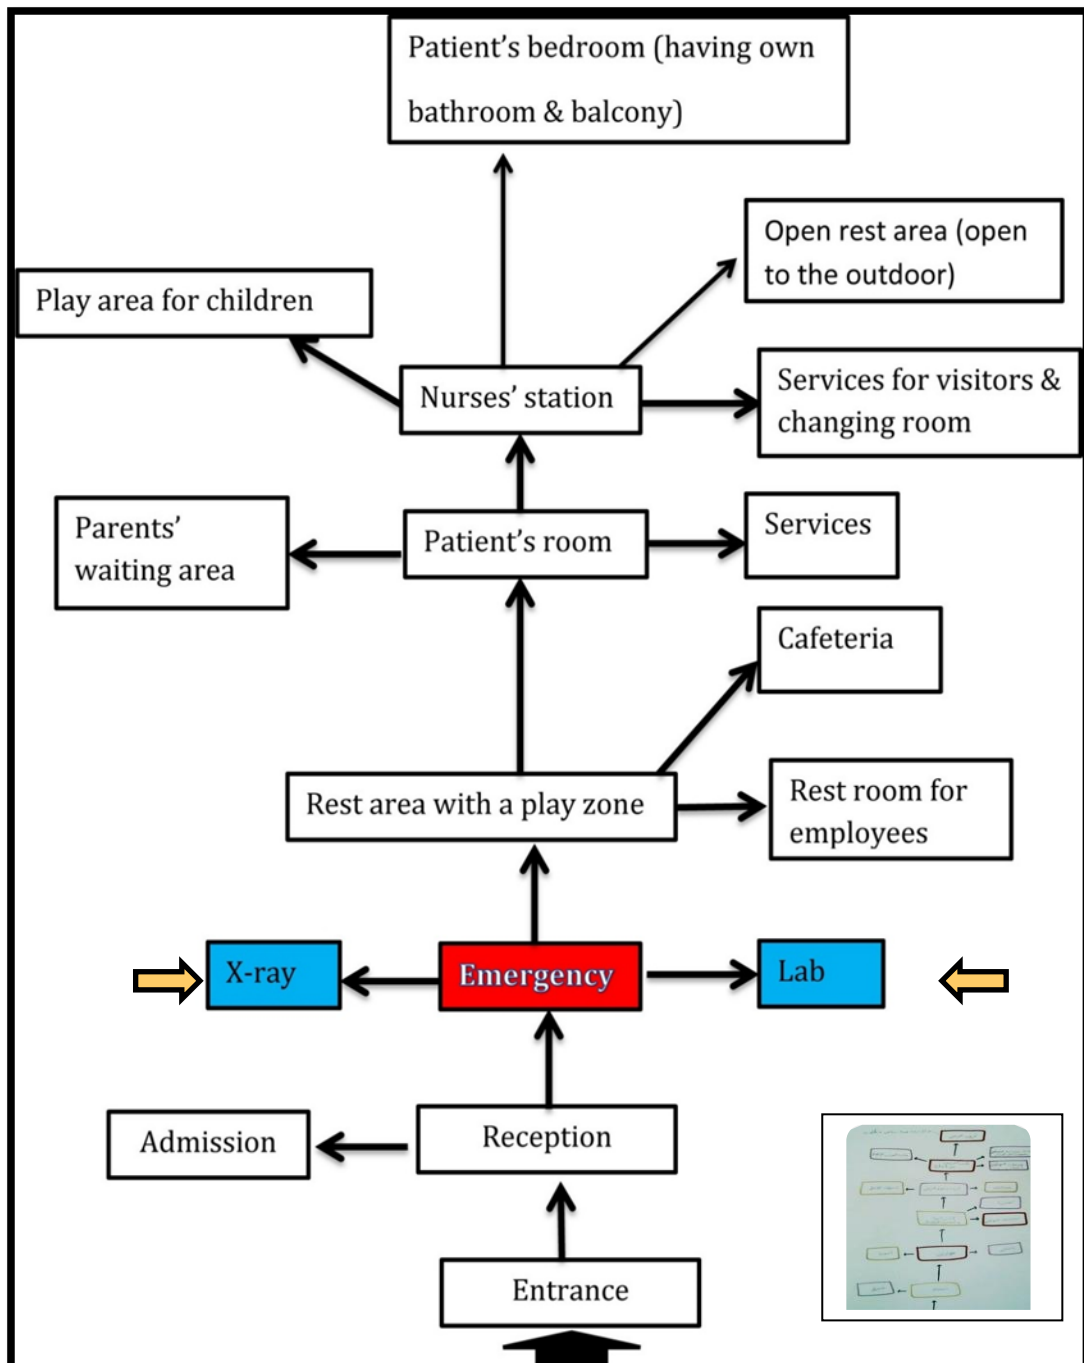 Patient’s bedroom (having own
bathroom & balcony)
Open rest area (open
to the outdoor)
Play area for children
Services for visitors &
changing room
Nurses’ station
Parents’
waiting area
Patient’s room
Services
Cafeteria
Rest area with a play zone
Rest room for
employees
X-ray
Emergency
Lab
Admission
Reception
Entrance